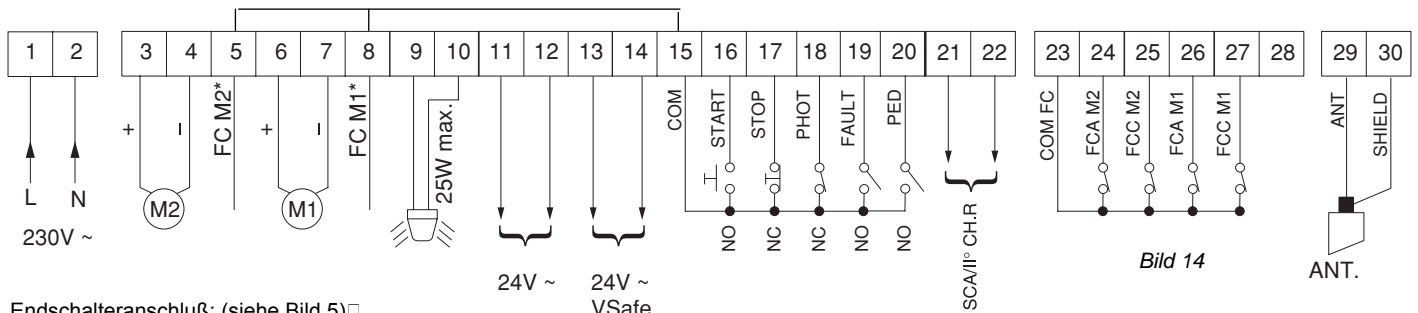 1 2 3 4 5 6 7 8 9 10 11 12 13 14 15 16 17 18 19 20 21 22 23 24 25 26 27 28 29 30
+ – FC M2* + – FC M1* 25W max. COM START STOP PHOT FAULT PED COM FC FCA M2 FCC M2 FCA M1 FCC M1 ANT SHIELD
L N M2 M1
230V ~
NO NC NC NO NO
SCA/II° CH.R
Bild 14
ANT.
24V ~ 24V ~
VSafe
Endschalteranschluß: (siehe Bild 5)